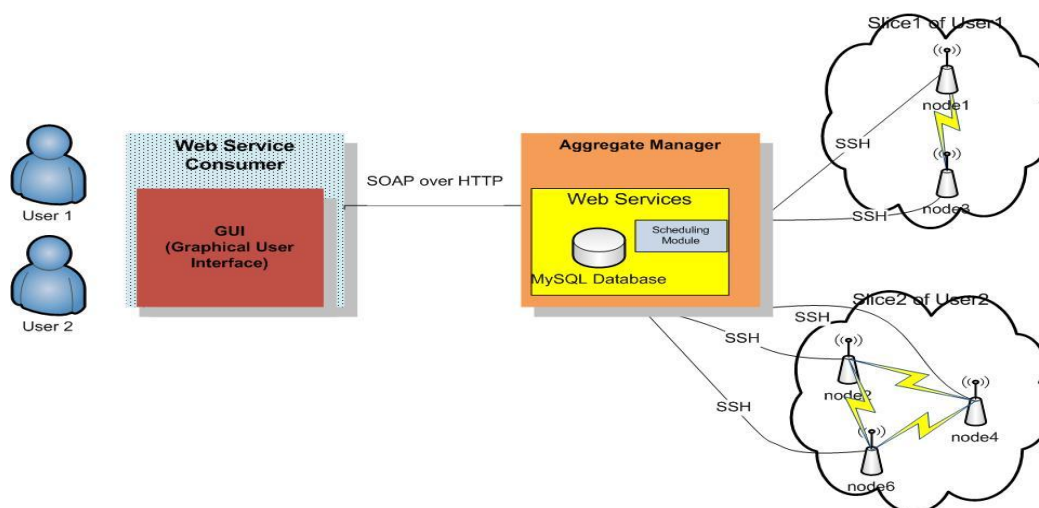 User 1
User 2
Web Service
Consumer
GUI
(Graphical User
Interface)
SOAP over HTTP
Aggregate Manager
Web Services
Scheduling
Module
MySQL Database
Slice1 of User1
node1
SSH
SSH
node3
Slice2 of User2
SSH
SSH
node2
SSH
node4
node6